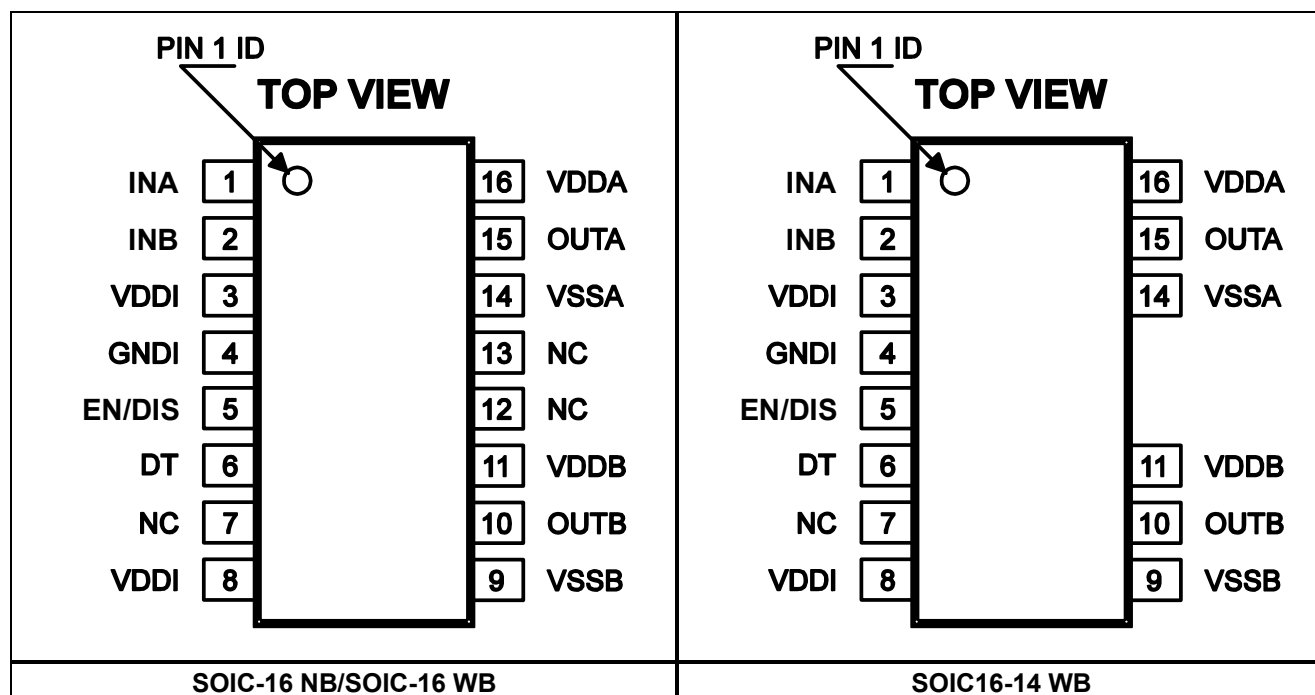 PIN 1 ID
TOP VIEW
INA 1 16 VDDA
INB 2 15 OUTA
VDDI 3 14 VSSA
GNDI 4 13 NC
EN/DIS 5 12 NC
DT 6 11 VDDB
NC 7 10 OUTB
VDDI 8 9 VSSB
SOIC-16 NB/SOIC-16 WB
PIN 1 ID
TOP VIEW
INA 1 16 VDDA
INB 2 15 OUTA
VDDI 3 14 VSSA
GNDI 4
EN/DIS 5
DT 6 11 VDDB
NC 7 10 OUTB
VDDI 8 9 VSSB
SOIC16-14 WB